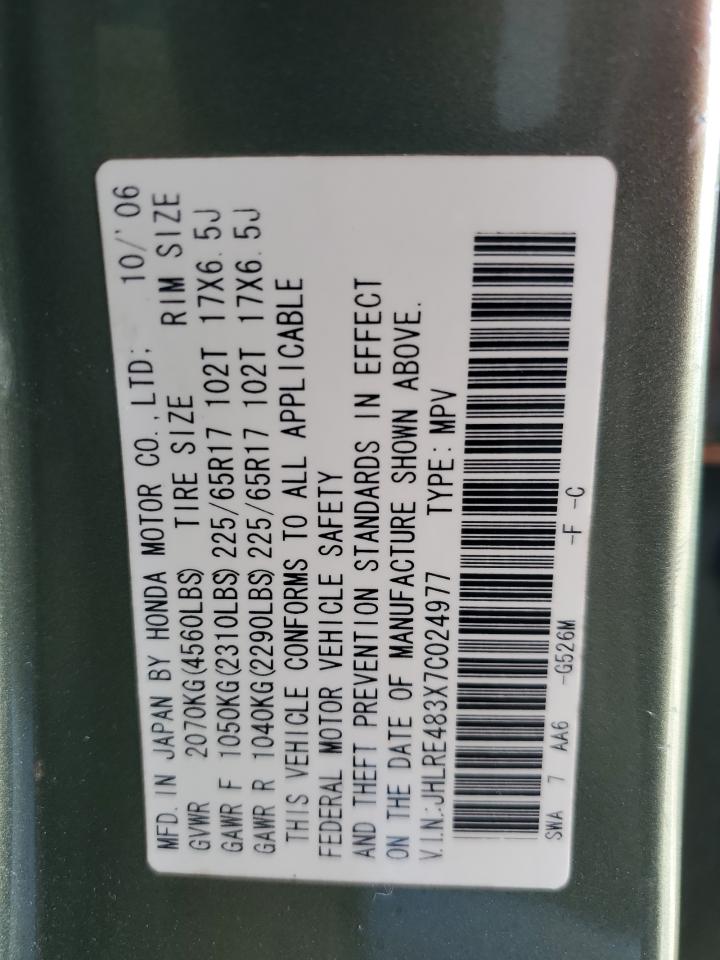 MFD. IN JAPAN BY HONDA MOTOR CO., LTD; 10/'06
GVWR 2070KG(4560LBS) TIRE SIZE RIM SIZE
GAWR F 1050KG(2310LBS) 225/65R17 102T 17X6.5J
GAWR R 1040KG(2290LBS) 225/65R17 102T 17X6.5J
THIS VEHICLE CONFORMS TO ALL APPLICABLE
FEDERAL MOTOR VEHICLE SAFETY
AND THEFT PREVENTION STANDARDS IN EFFECT
ON THE DATE OF MANUFACTURE SHOWN ABOVE.
V.I.N.:JHLRE483X7C024977 TYPE: MPV
SWA 7 AA6 -G526M -F -C